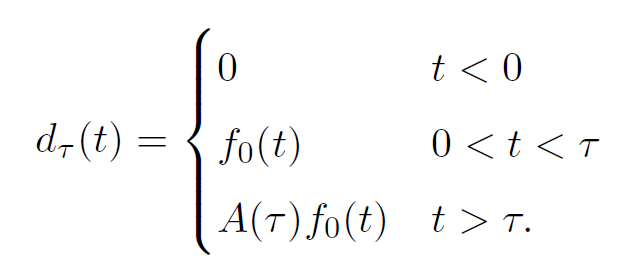 0 t < 0
d_τ(t) = { f_0(t) 0 < t < τ
A(τ)f_0(t) t > τ.